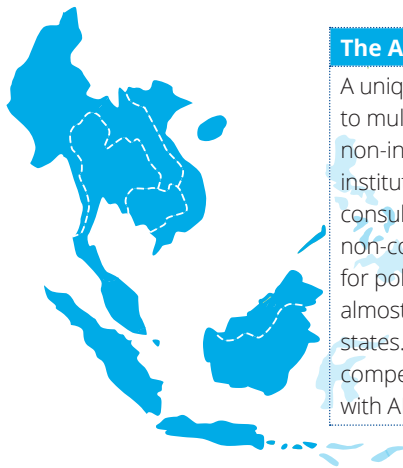 The A
A uniq
to mul
non-in
institut
consul
non-co
for pol
almost
states.
compe
with A